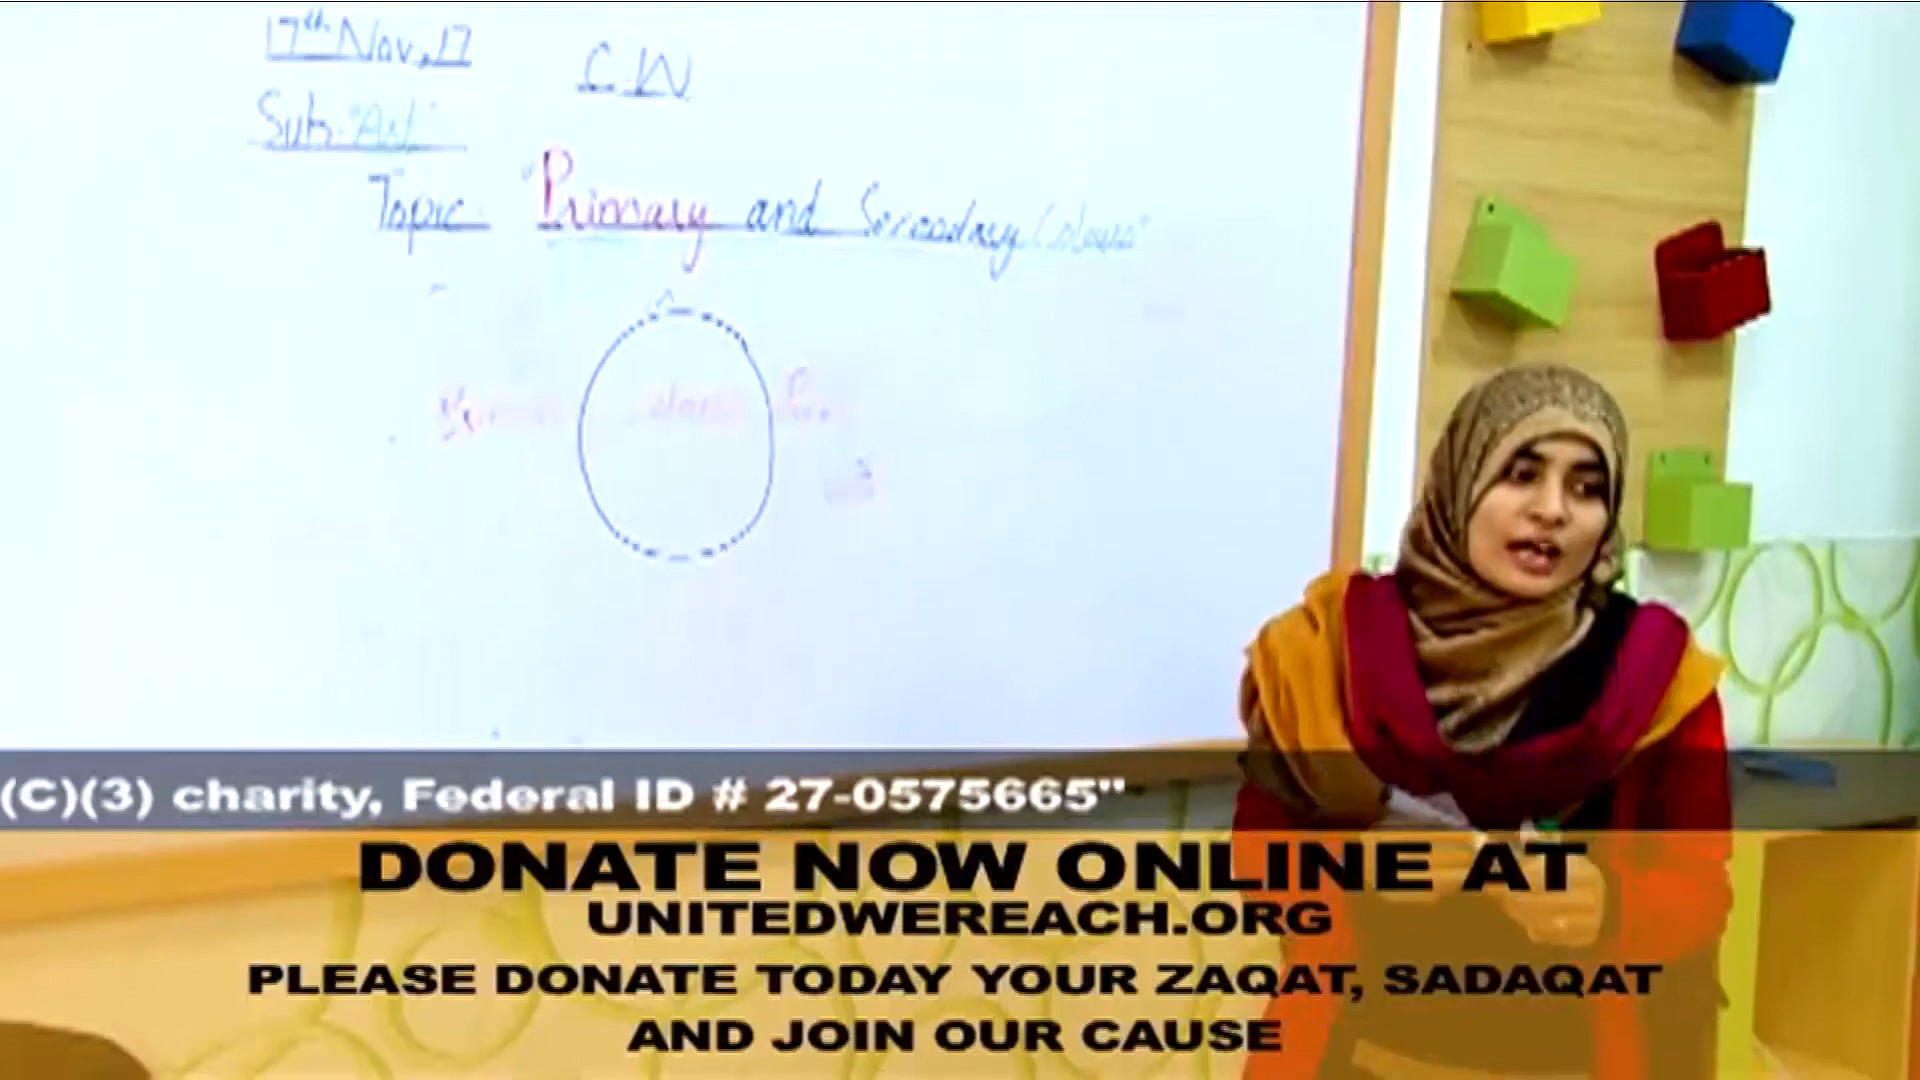 17th Nov, 17
C.W
Sub: "Art"
Topic: "Primary and Secondary Colours"
(C)(3) charity, Federal ID # 27-0575665"
DONATE NOW ONLINE AT
UNITEDWEREACH.ORG
PLEASE DONATE TODAY YOUR ZAQAT, SADAQAT
AND JOIN OUR CAUSE